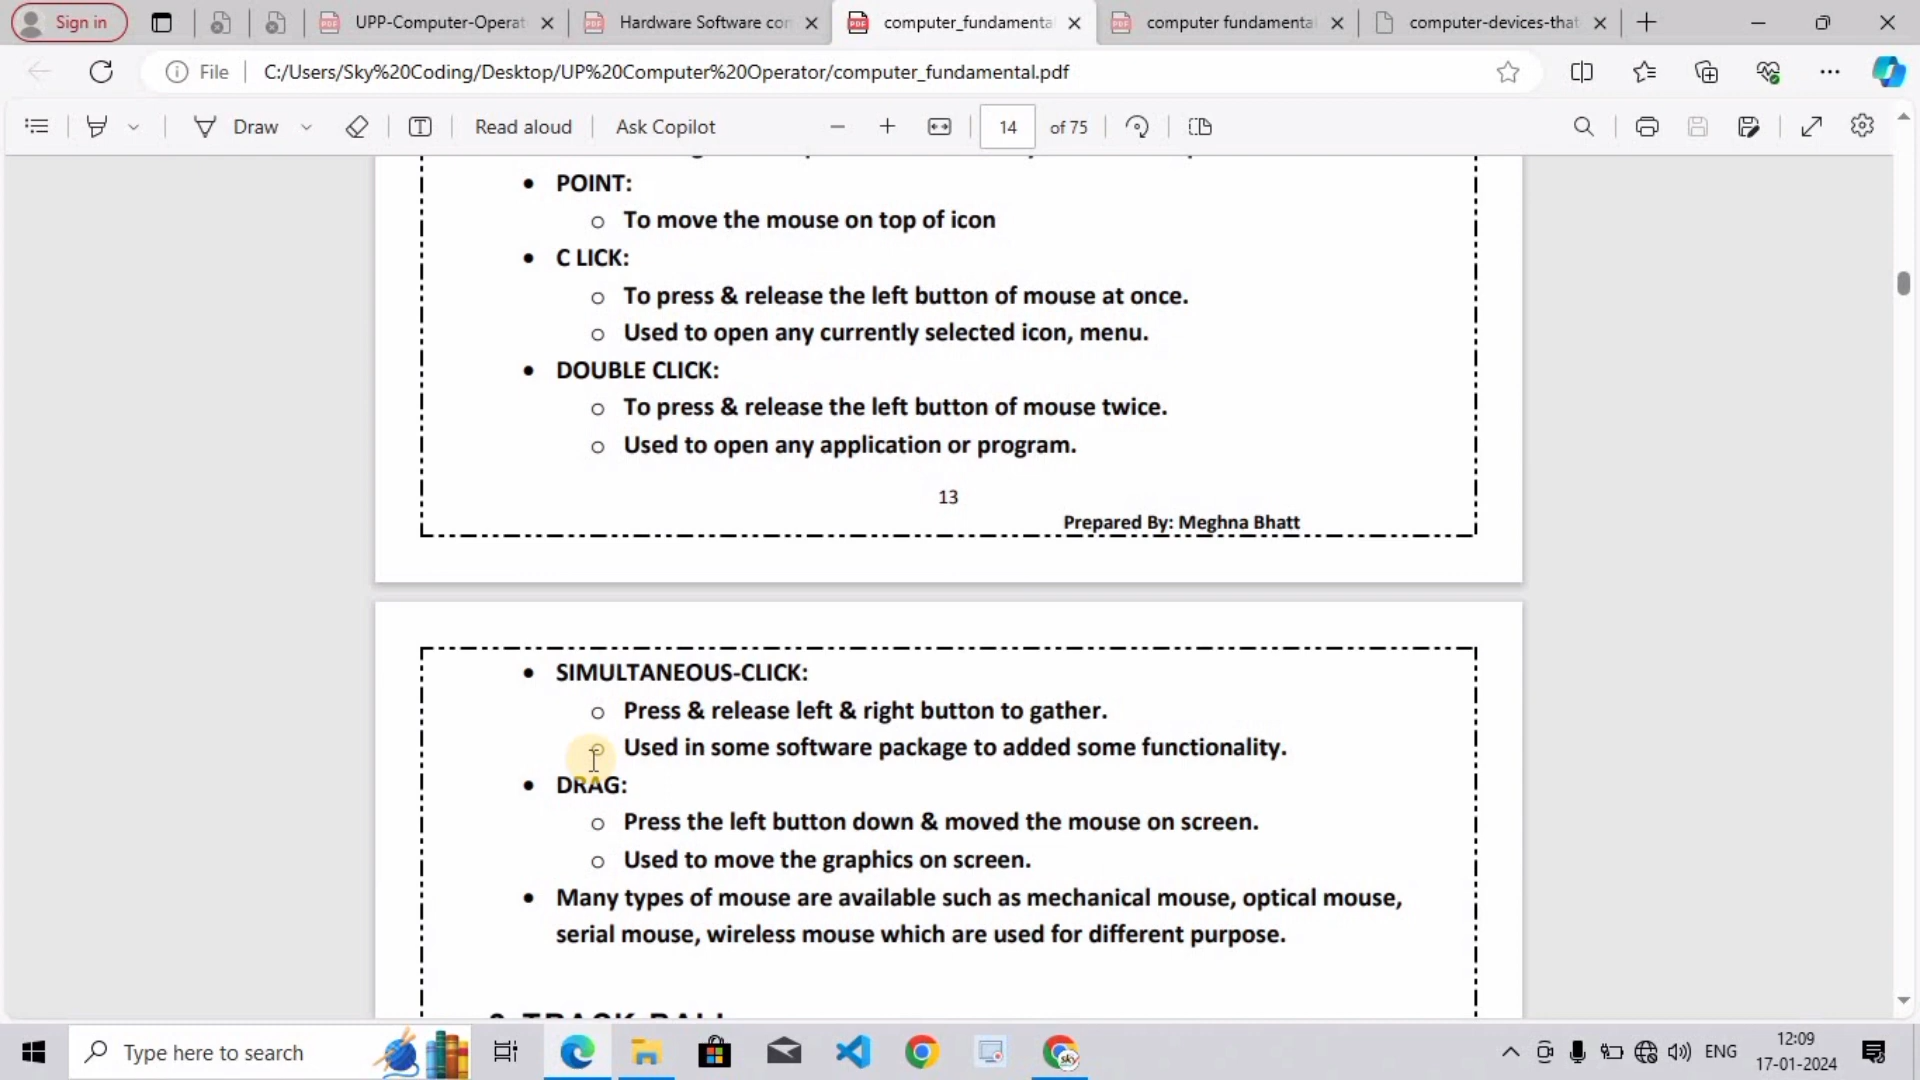 Sign in
UPP-Computer-Operat
Hardware Software con
computer_fundamenta
computer fundamenta
computer-devices-that
File
C:/Users/Sky%20Coding/Desktop/UP%20Computer%20Operator/computer_fundamental.pdf
Draw
Read aloud
Ask Copilot
14
of 75
• POINT:
o To move the mouse on top of icon
• C LICK:
o To press & release the left button of mouse at once.
o Used to open any currently selected icon, menu.
• DOUBLE CLICK:
o To press & release the left button of mouse twice.
o Used to open any application or program.
13
Prepared By: Meghna Bhatt
• SIMULTANEOUS-CLICK:
o Press & release left & right button to gather.
o Used in some software package to added some functionality.
• DRAG:
o Press the left button down & moved the mouse on screen.
o Used to move the graphics on screen.
• Many types of mouse are available such as mechanical mouse, optical mouse,
serial mouse, wireless mouse which are used for different purpose.
Type here to search
ENG
12:09
17-01-2024